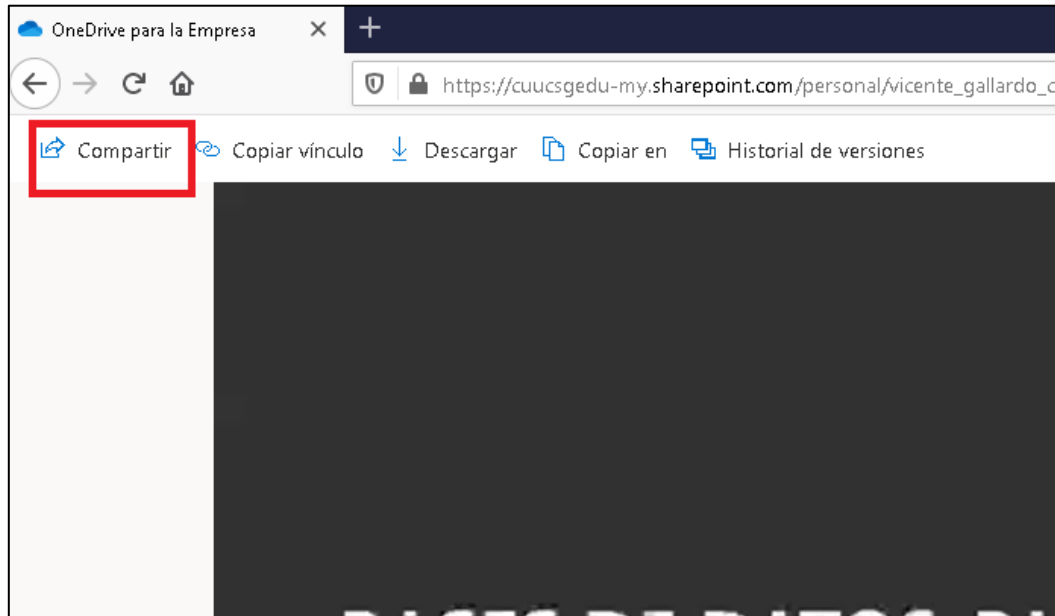 OneDrive para la Empresa
https://cuucsgedu-my.sharepoint.com/personal/vicente_gallardo_c
Compartir Copiar vínculo Descargar Copiar en Historial de versiones